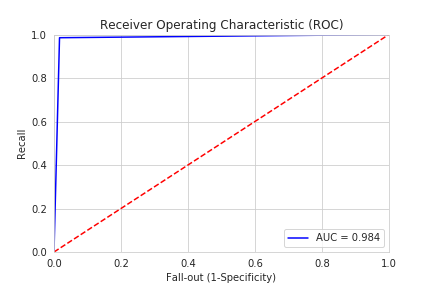 Receiver Operating Characteristic (ROC)
1.0
0.8
0.6
0.4
0.2
0.0
Recall
0.0 0.2 0.4 0.6 0.8 1.0
Fall-out (1-Specificity)
AUC = 0.984